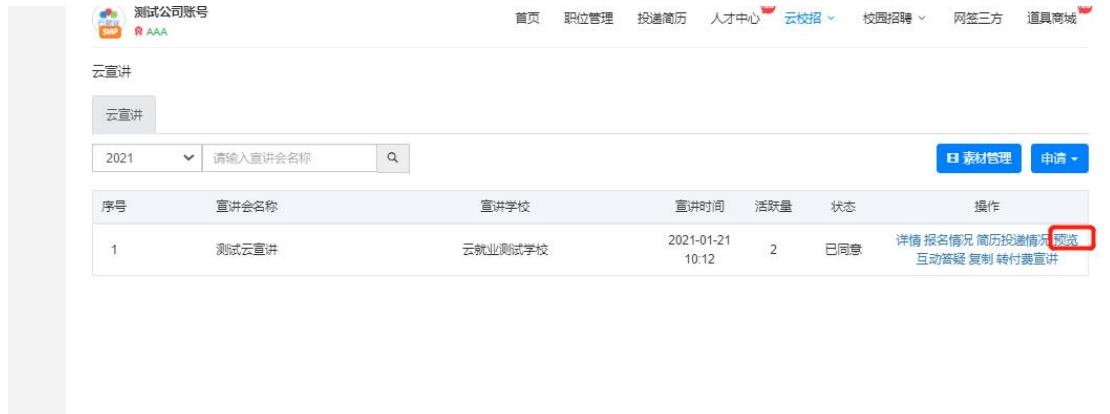 测试公司账号
AAA
首页 职位管理 投递简历 人才中心 云校招 校园招聘 网签三方 道具商城
云宣讲
云宣讲
2021 请输入宣讲会名称 素材管理 申请
序号 宣讲会名称 宣讲学校 宣讲时间 活跃量 状态 操作
1 测试云宣讲 云就业测试学校 2021-01-21 2 已同意 详情 报名情况 简历投递情况 预览
10:12 互动答疑 复制 转付费宣讲